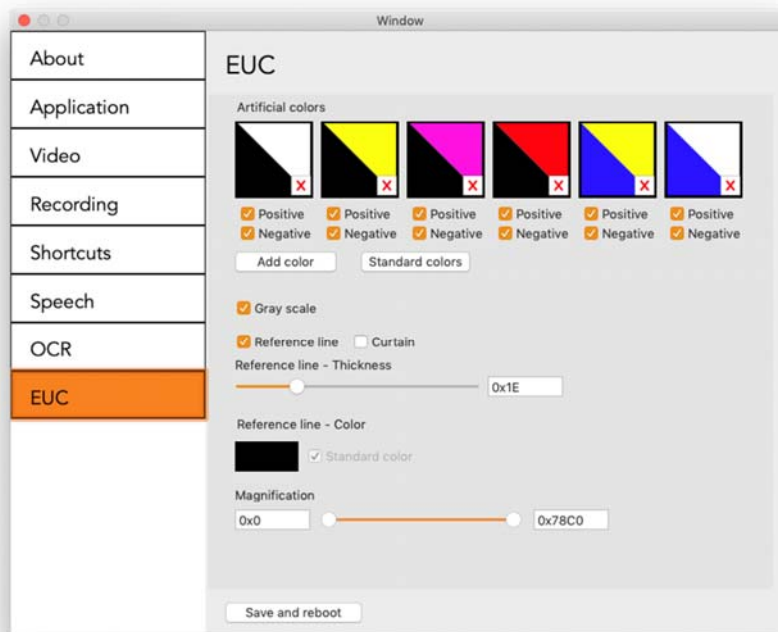 Window
About
Application
Video
Recording
Shortcuts
Speech
OCR
EUC
EUC
Artificial colors
X X X X X X
Positive Positive Positive Positive Positive Positive
Negative Negative Negative Negative Negative Negative
Add color Standard colors
Gray scale
Reference line Curtain
Reference line - Thickness
0x1E
Reference line - Color
Standard color
Magnification
0x0 0x78C0
Save and reboot